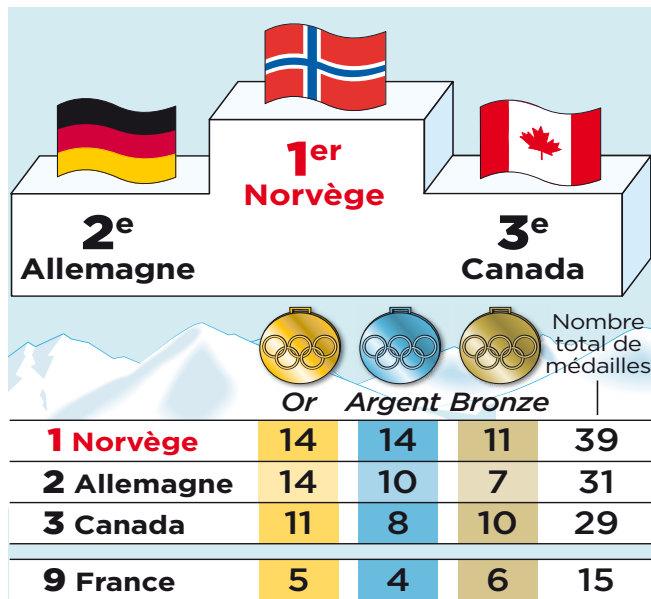 1er
Norvège
2e
Allemagne
3e
Canada
Nombre
total de
médailles
Or Argent Bronze
1 Norvège 14 14 11 39
2 Allemagne 14 10 7 31
3 Canada 11 8 10 29
9 France 5 4 6 15